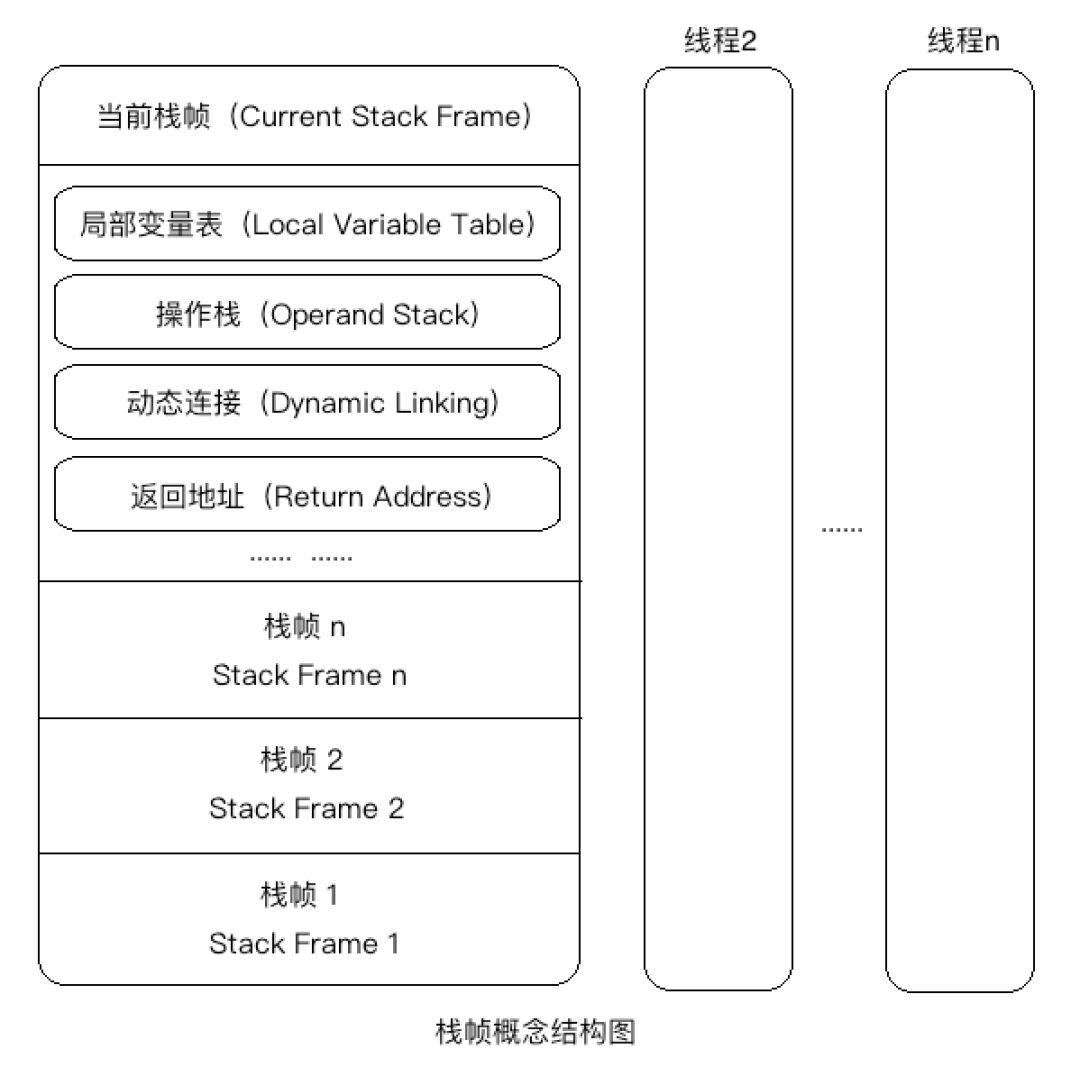 线程2
线程n
当前栈帧（Current Stack Frame）
局部变量表（Local Variable Table）
操作栈（Operand Stack）
动态连接（Dynamic Linking）
返回地址（Return Address）
…… ……
……
栈帧 n
Stack Frame n
栈帧 2
Stack Frame 2
栈帧 1
Stack Frame 1
栈帧概念结构图